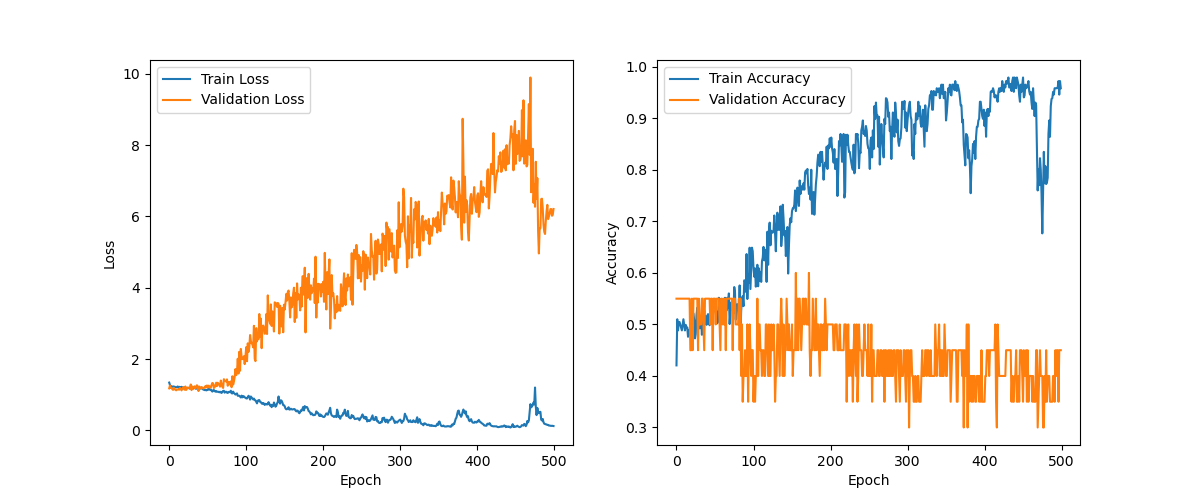 Train Loss
Validation Loss
10
8
6
4
2
0
Loss
0 100 200 300 400 500
Epoch
Train Accuracy
Validation Accuracy
1.0
0.9
0.8
0.7
0.6
0.5
0.4
0.3
Accuracy
0 100 200 300 400 500
Epoch